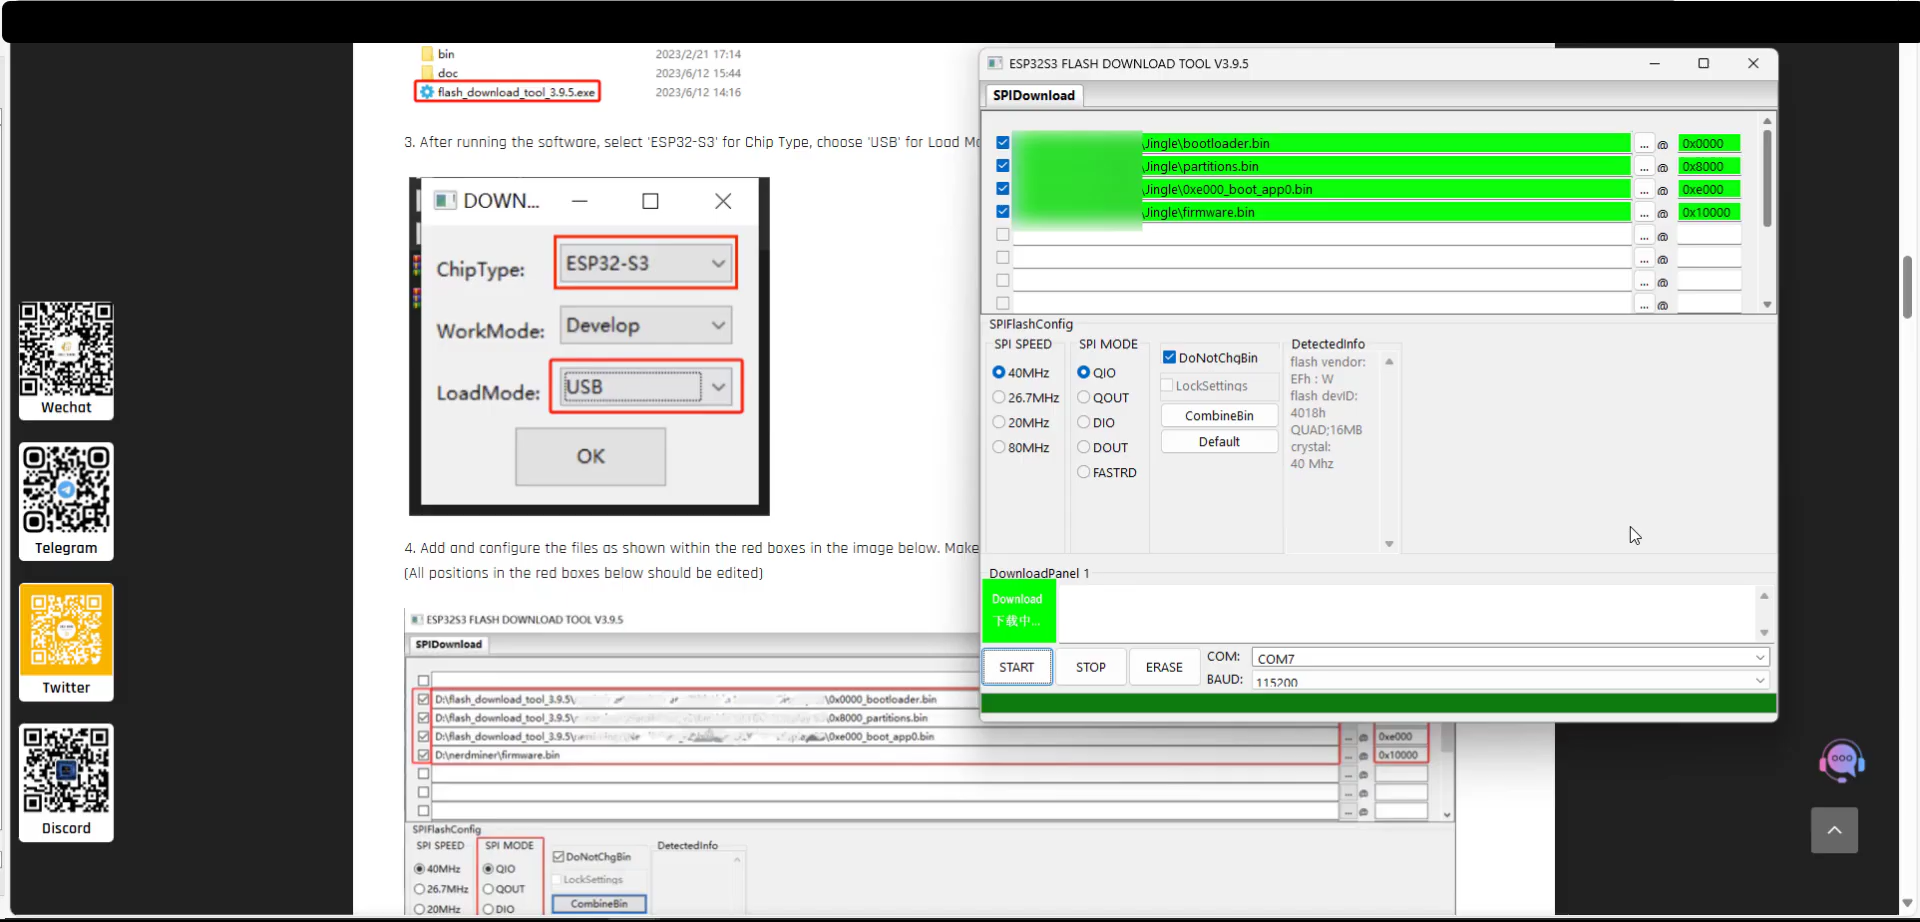 bin 2023/2/21 17:14
doc 2023/6/12 15:44
flash_download_tool_3.9.5.exe 2023/6/12 14:16
3. After running the software, select 'ESP32-S3' for Chip Type, choose 'USB' for Load Mo
DOWN...
ChipType: ESP32-S3
WorkMode: Develop
LoadMode: USB
OK
4. Add and configure the files as shown within the red boxes in the image below. Make
(All positions in the red boxes below should be edited)
ESP32S3 FLASH DOWNLOAD TOOL V3.9.5
SPIDownload
D:\flash_download_tool_3.9.5\ \0x0000_bootloader.bin
D:\flash_download_tool_3.9.5\ \0x8000_partitions.bin
D:\flash_download_tool_3.9.5\ \0xe000_boot_app0.bin ... @ 0xe000
D:\nerdminer\firmware.bin ... @ 0x10000
... @
... @
... @
SPIFlashConfig
SPI SPEED
40MHz
26.7MHz
20MHz
SPI MODE
QIO
QOUT
DIO
DoNotChgBin
LockSettings
CombineBin
DetectedInfo
Wechat
Telegram
Twitter
Discord
ESP32S3 FLASH DOWNLOAD TOOL V3.9.5
SPIDownload
\Jingle\bootloader.bin ... @ 0x0000
\Jingle\partitions.bin ... @ 0x8000
\Jingle\0xe000_boot_app0.bin ... @ 0xe000
\Jingle\firmware.bin ... @ 0x10000
... @
... @
... @
... @
SPIFlashConfig
SPI SPEED
40MHz
26.7MHz
20MHz
80MHz
SPI MODE
QIO
QOUT
DIO
DOUT
FASTRD
DoNotChgBin
LockSettings
CombineBin
Default
DetectedInfo
flash vendor:
EFh : W
flash devID:
4018h
QUAD;16MB
crystal:
40 Mhz
DownloadPanel 1
Download
下载中...
START STOP ERASE
COM: COM7
BAUD: 115200